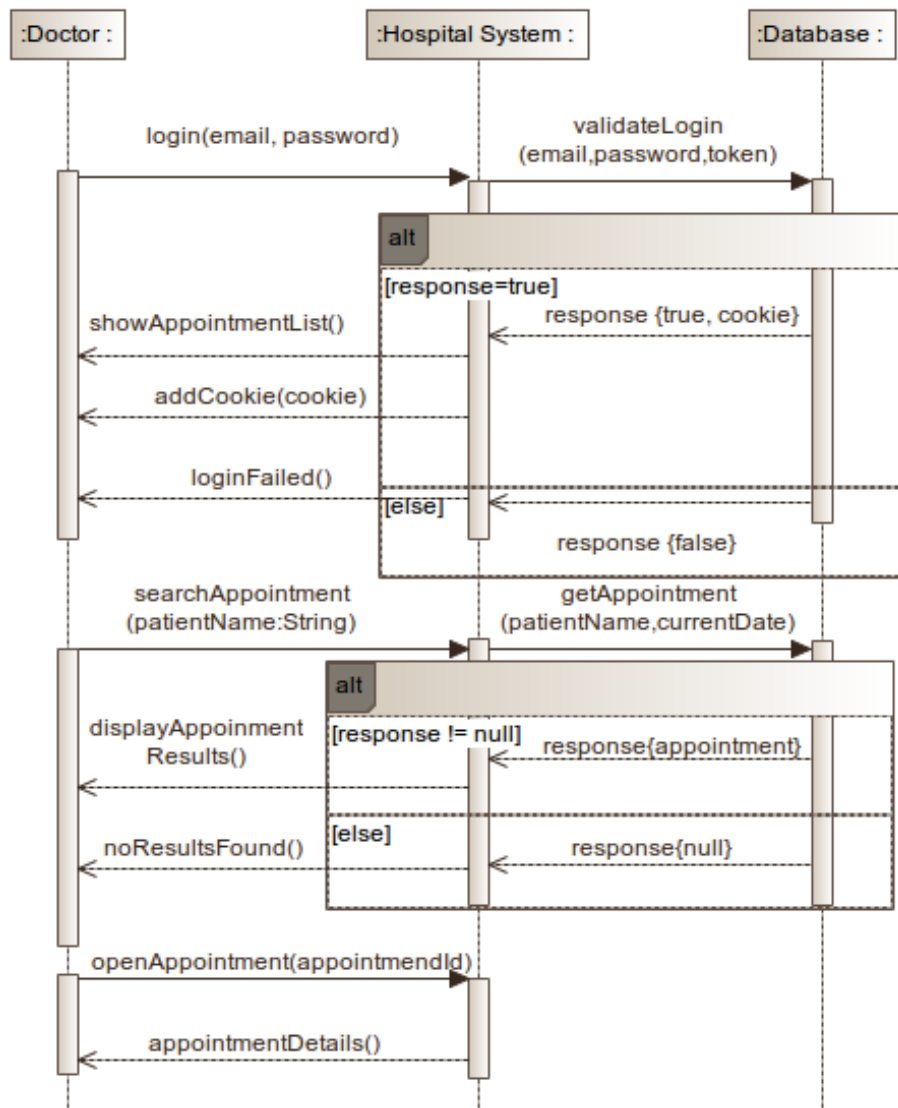 :Doctor :
:Hospital System :
:Database :
login(email, password)
validateLogin
(email,password,token)
alt
[response=true]
response {true, cookie}
showAppointmentList()
addCookie(cookie)
loginFailed()
[else]
response {false}
searchAppointment
(patientName:String)
getAppointment
(patientName,currentDate)
alt
[response != null]
displayAppoinment
Results()
response{appointment}
[else]
noResultsFound()
response{null}
openAppointment(appointmendId)
appointmentDetails()